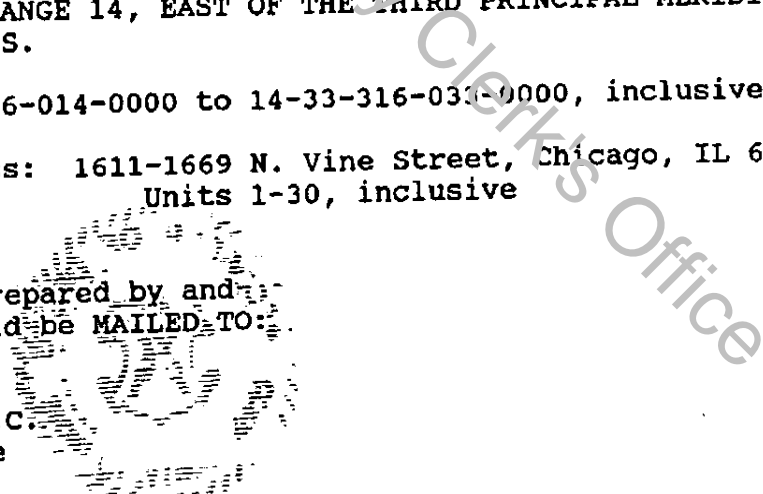 ANGE 14, EAST OF THE THIRD PRINCIPAL MERIDI
S.
6-014-0000 to 14-33-316-033-0000, inclusive
s: 1611-1669 N. Vine Street, Chicago, IL 6
Units 1-30, inclusive
repared by and
d be MAILED TO:
C.
e
y Clerk's Office